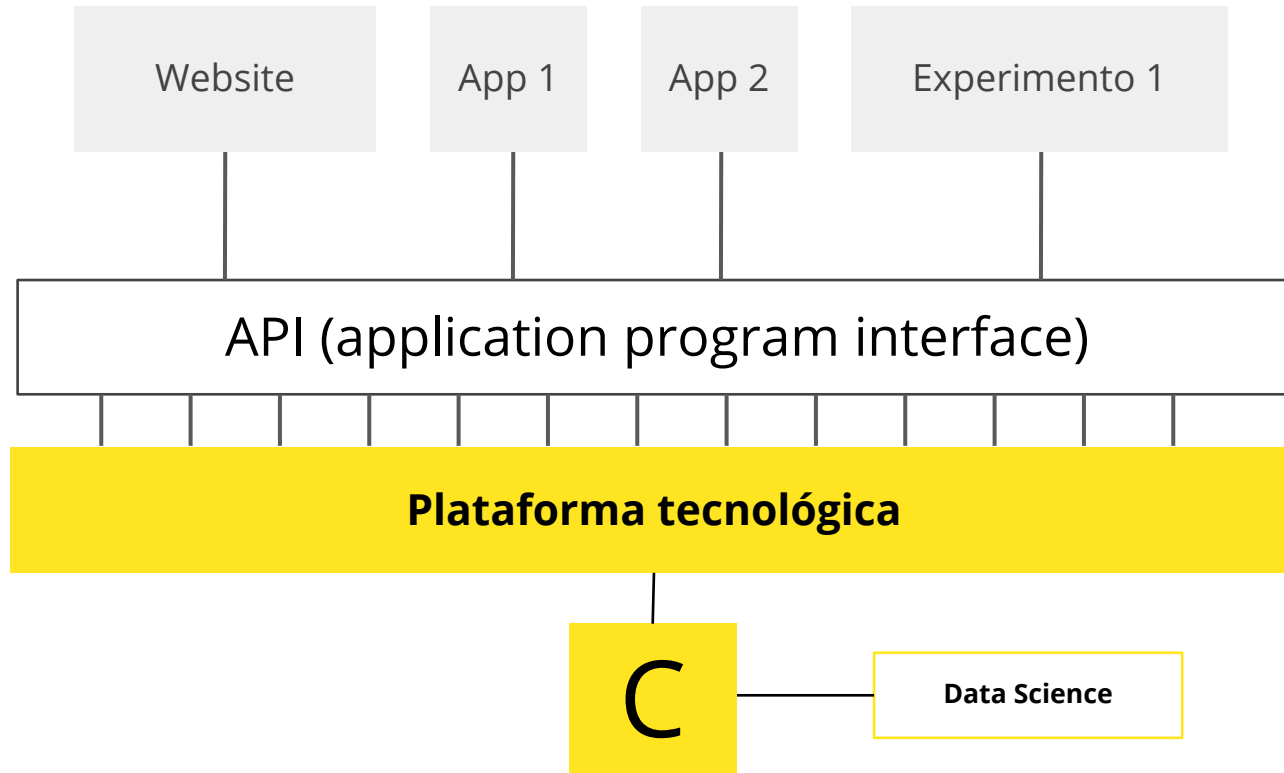 Website
App 1
App 2
Experimento 1
API (application program interface)
Plataforma tecnológica
C
Data Science